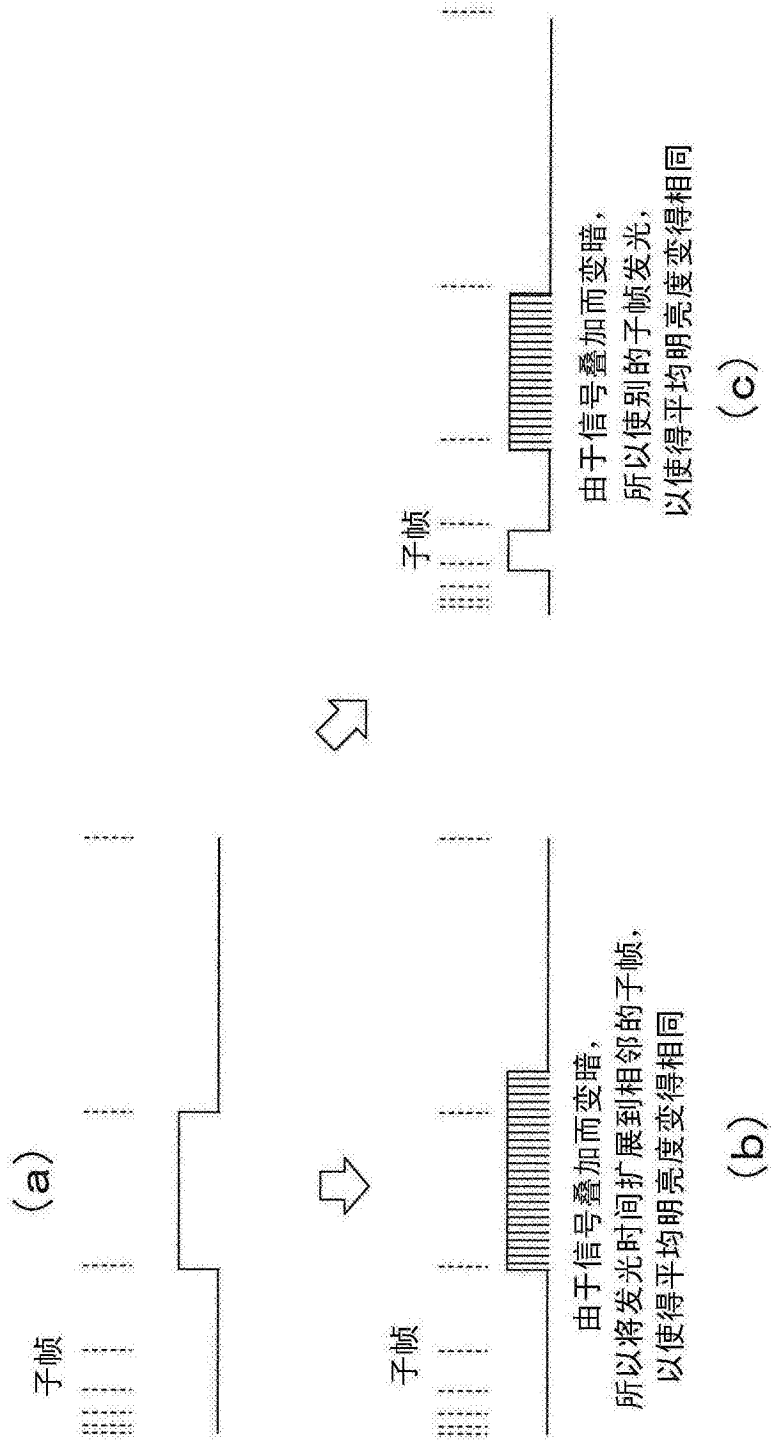 (a)
子帧
子帧
由于信号叠加而变暗，
所以将发光时间扩展到相邻的子帧，
以使得平均明亮度变得相同
(b)
子帧
由于信号叠加而变暗，
所以使别的子帧发光，
以使得平均明亮度变得相同
(c)